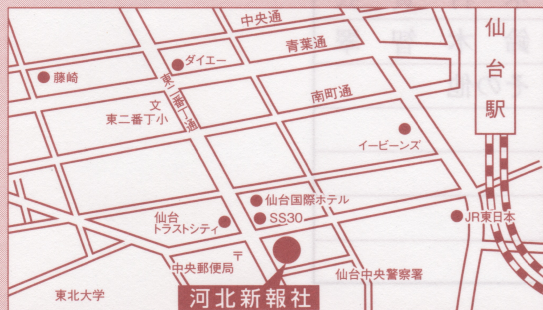 中央通
青葉通
ダイエー
藤崎
東二番丁通
南町通
文
東二番丁小
イービーンズ
仙台駅
仙台国際ホテル
SS30
仙台
トラストシティ
JR東日本
〒
中央郵便局
仙台中央警察署
東北大学
河北新報社